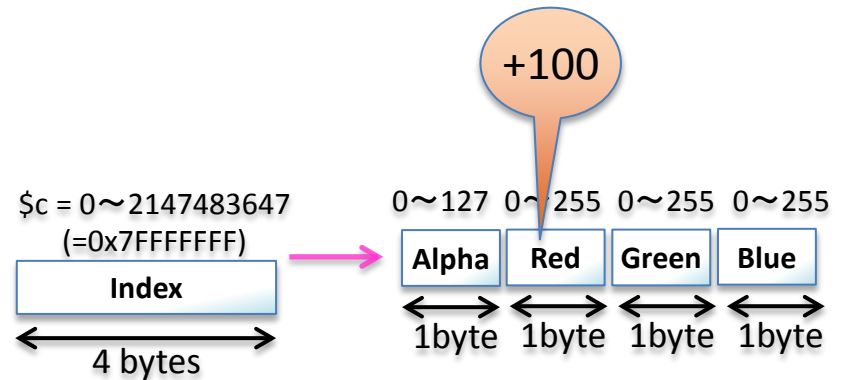 +100
$c = 0～2147483647
(=0x7FFFFFFF)
Index
4 bytes
0～127 0～255 0～255 0～255
Alpha Red Green Blue
1byte 1byte 1byte 1byte